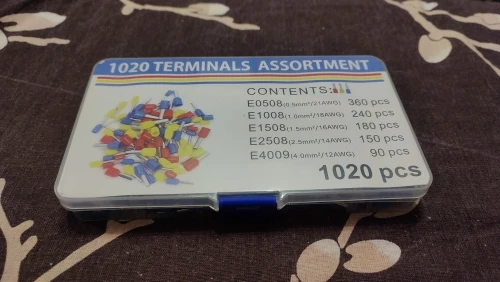 1020 TERMINALS ASSORTMENT
CONTENTS:
E0508(0.5mm²/21AWG) 360 pcs
E1008(1.0mm²/18AWG) 240 pcs
E1508(1.5mm²/16AWG) 180 pcs
E2508(2.5mm²/14AWG) 150 pcs
E4009(4.0mm²/12AWG) 90 pcs
1020 pcs